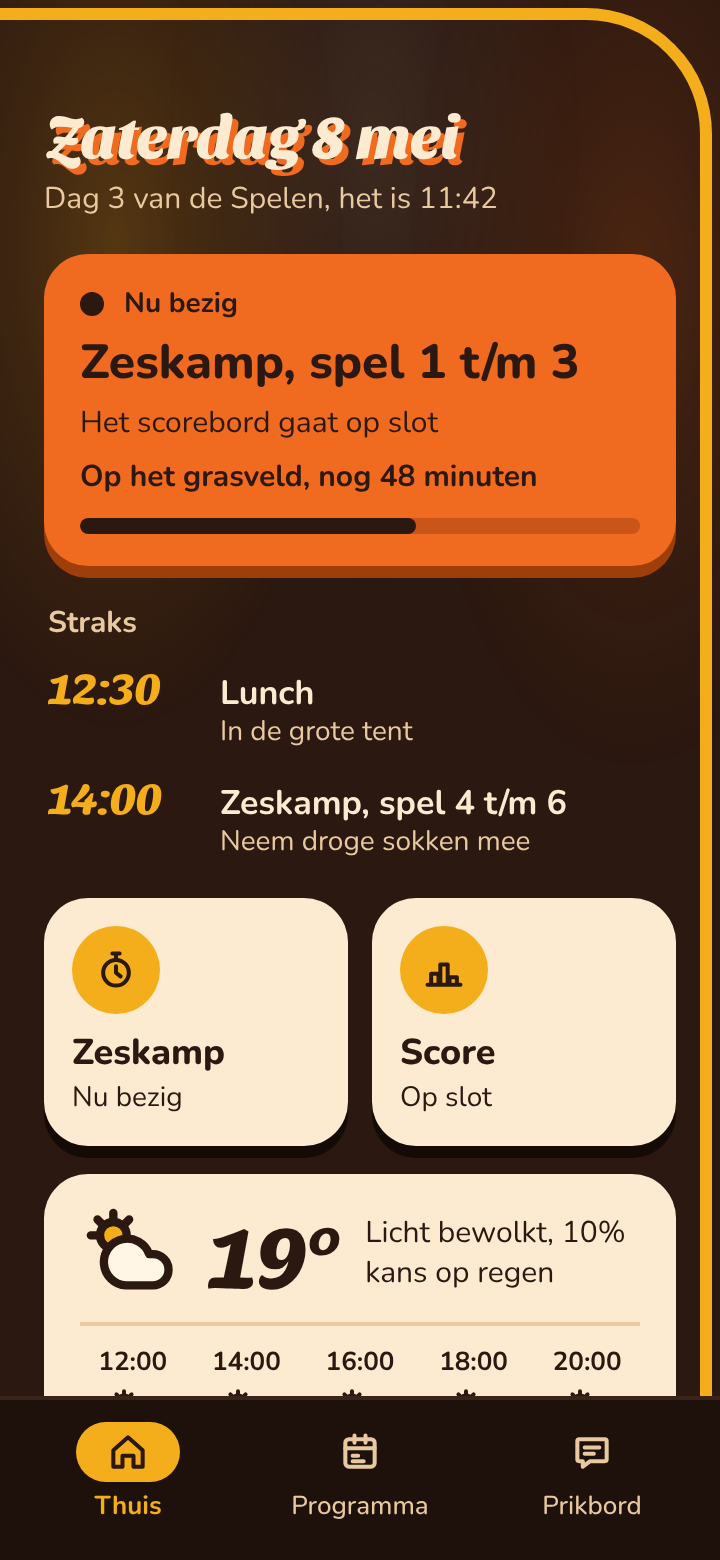 Zaterdag 8 mei
Dag 3 van de Spelen, het is 11:42
Nu bezig
Zeskamp, spel 1 t/m 3
Het scorebord gaat op slot
Op het grasveld, nog 48 minuten
Straks
12:30
Lunch
In de grote tent
14:00
Zeskamp, spel 4 t/m 6
Neem droge sokken mee
Zeskamp
Nu bezig
Score
Op slot
19°
Licht bewolkt, 10%
kans op regen
12:00 14:00 16:00 18:00 20:00
Thuis Programma Prikbord